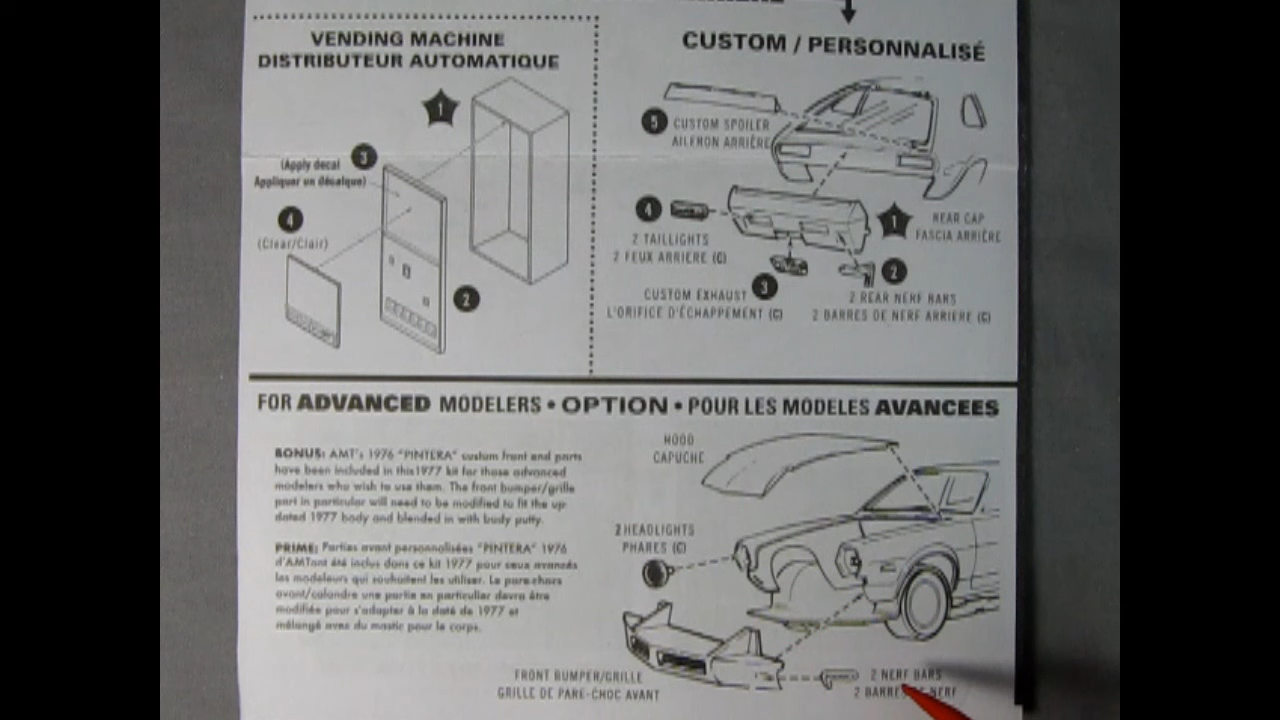 VENDING MACHINE
DISTRIBUTEUR AUTOMATIQUE
1
3
(Apply decal
Appliquer un décalque)
4
(Clear/Clair)
2
CUSTOM / PERSONNALISÉ
5
CUSTOM SPOILER
AILERON ARRIÈRE
4
2 TAILLIGHTS
2 FEUX ARRIÈRE (C)
1
REAR CAP
FASCIA ARRIÈRE
3
CUSTOM EXHAUST
L'ORIFICE D'ÉCHAPPEMENT (C)
2
2 REAR NERF BARS
2 BARRES DE NERF ARRIERE (C)
FOR ADVANCED MODELERS • OPTION • POUR LES MODELES AVANCEES
BONUS: AMT's 1976 "PINTERA" custom front end parts
have been included in this 1977 kit for those advanced
modelers who wish to use them. The front bumper/grille
part in particular will need to be modified to fit the up-
dated 1977 body and blended in with body putty.
PRIME: Parties avant personnalisées "PINTERA" 1976
d'AMTont été inclus dans ce kit 1977 pour ceux avancés
les modeleurs qui souhaitent les utiliser. Le pare-chocs
avant/calandre une partie en particulier devra être
modifiée pour s'adapter à la daté de 1977 et
mélangé avec du mastic pour le corps.
HOOD
CAPUCHE
2 HEADLIGHTS
PHARES (C)
FRONT BUMPER/GRILLE
GRILLE DE PARE-CHOC AVANT
2 NERF BARS
2 BARRES NERF